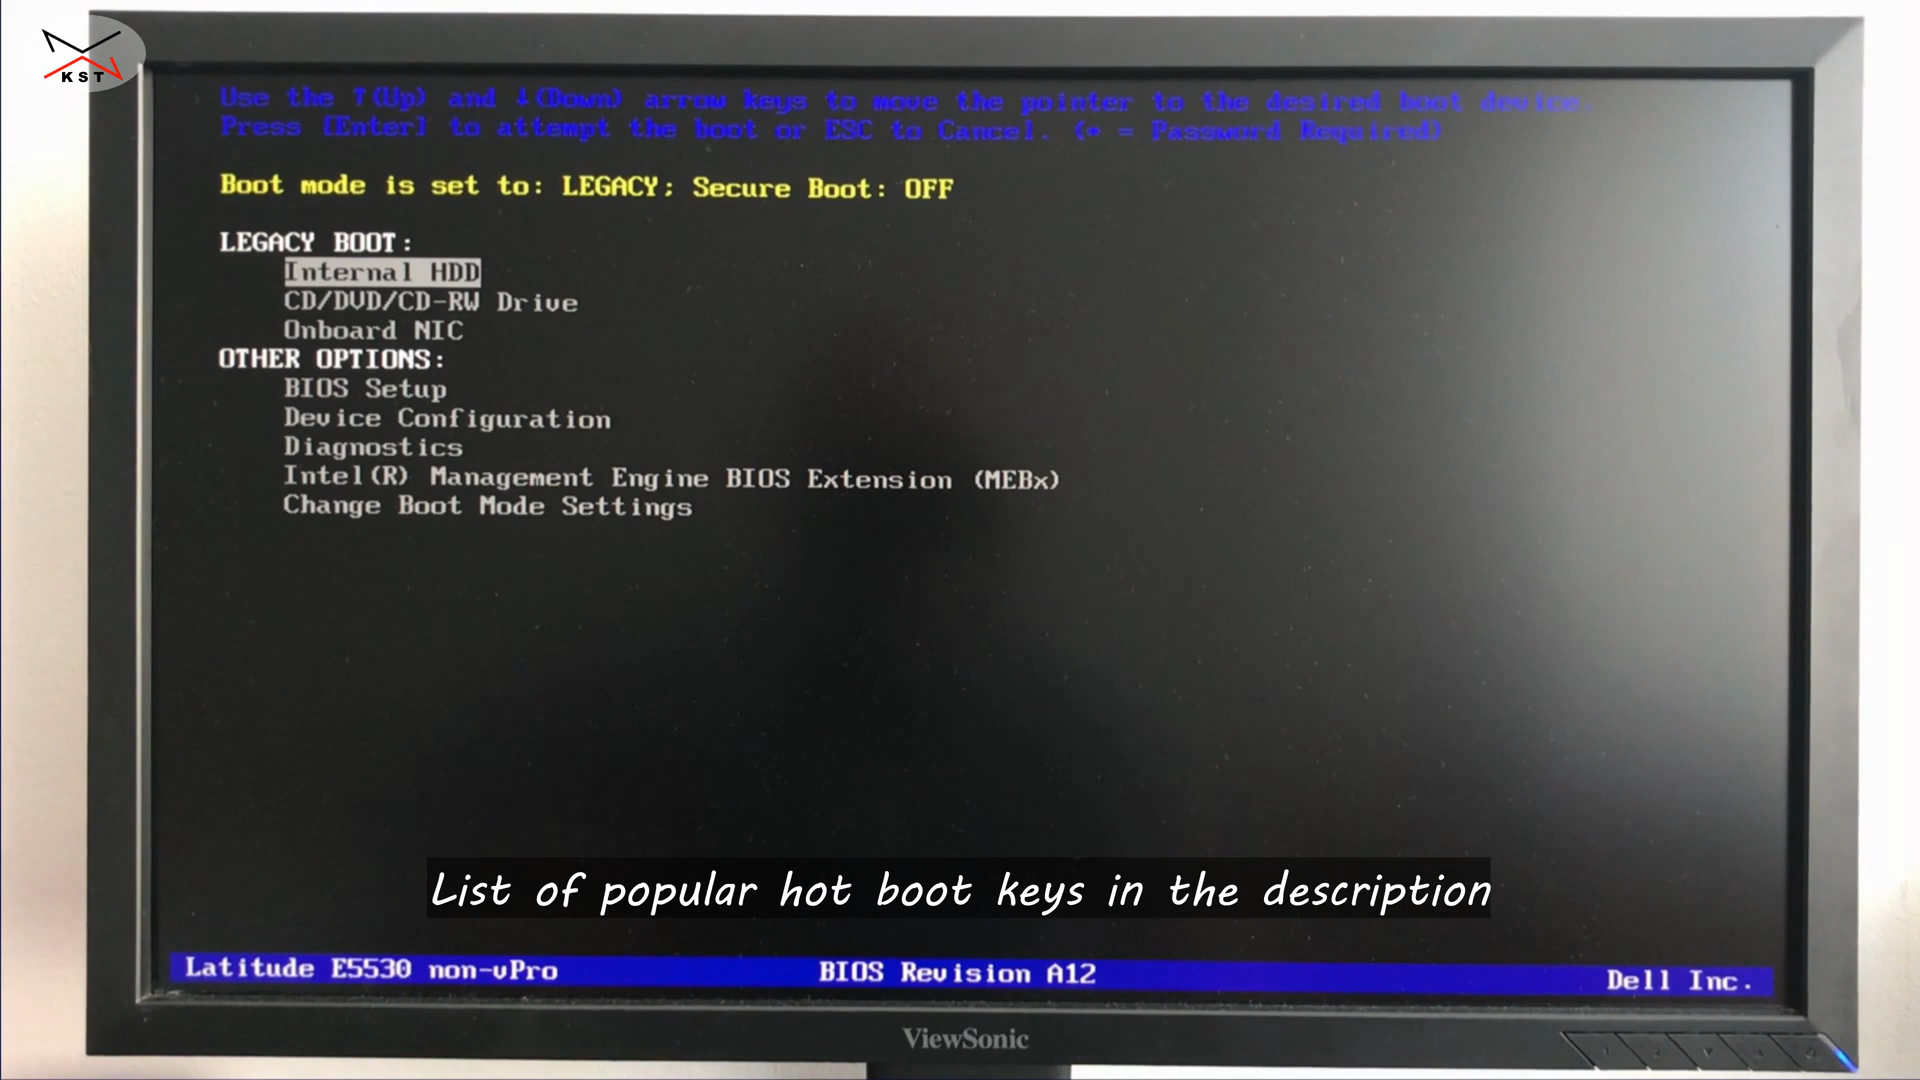 KST
Use the ↑(Up) and ↓(Down) arrow keys to move the pointer to the desired boot device.
Press [Enter] to attempt the boot or ESC to Cancel. (* = Password Required)
Boot mode is set to: LEGACY; Secure Boot: OFF
LEGACY BOOT:
Internal HDD
CD/DVD/CD-RW Drive
Onboard NIC
OTHER OPTIONS:
BIOS Setup
Device Configuration
Diagnostics
Intel(R) Management Engine BIOS Extension (MEBx)
Change Boot Mode Settings
List of popular hot boot keys in the description
Latitude E5530 non-vPro BIOS Revision A12 Dell Inc.
ViewSonic